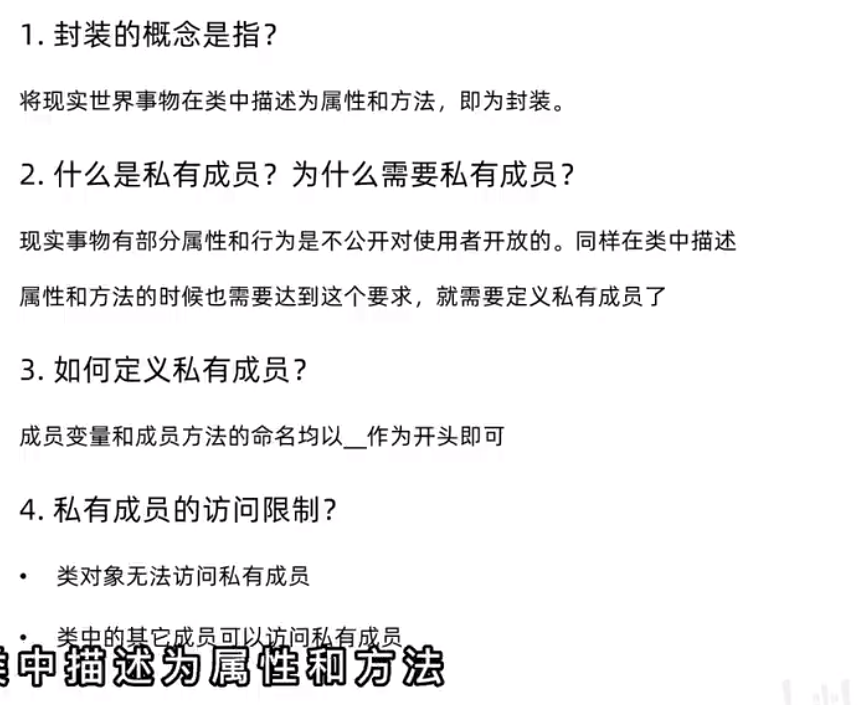 1. 封装的概念是指？
将现实世界事物在类中描述为属性和方法，即为封装。
2. 什么是私有成员？为什么需要私有成员？
现实事物有部分属性和行为是不公开对使用者开放的。同样在类中描述
属性和方法的时候也需要达到这个要求，就需要定义私有成员了
3. 如何定义私有成员？
成员变量和成员方法的命名均以__作为开头即可
4. 私有成员的访问限制？
• 类对象无法访问私有成员
• 类中的其它成员可以访问私有成员
中描述为属性和方法